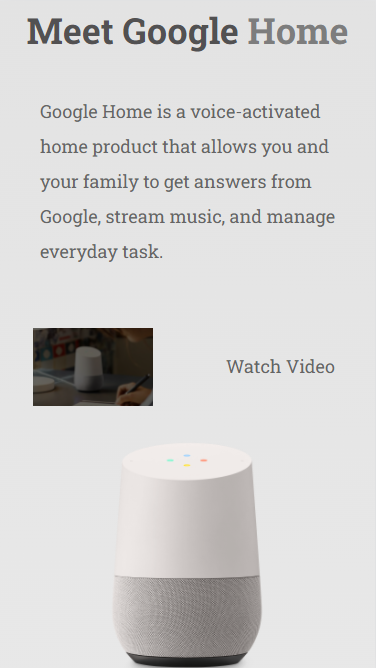 Meet Google Home
Google Home is a voice-activated
home product that allows you and
your family to get answers from
Google, stream music, and manage
everyday task.
Watch Video